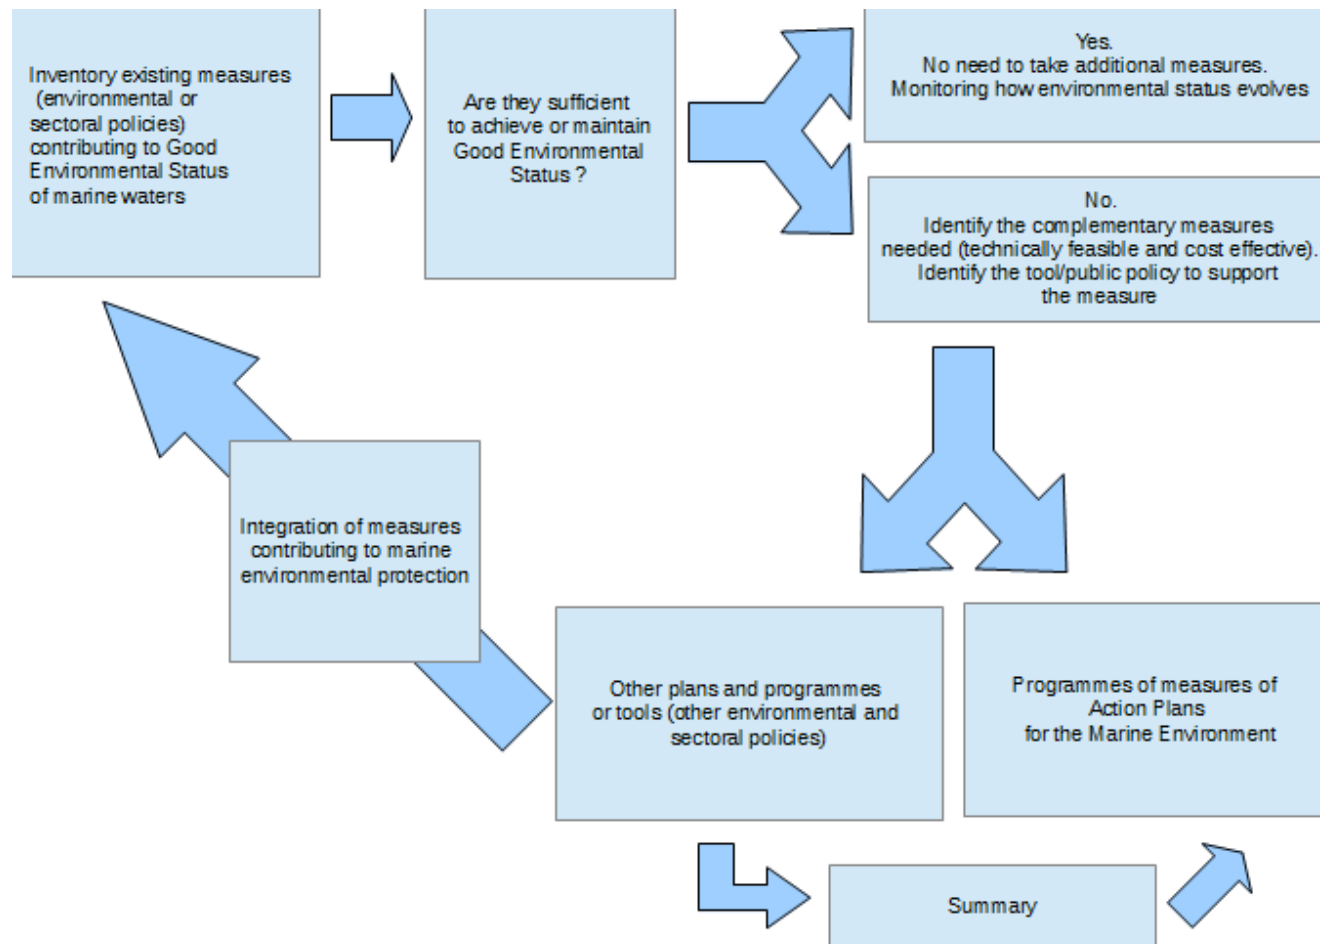 Inventory existing measures
(environmental or
sectoral policies)
contributing to Good
Environmental Status
of marine waters
Are they sufficient
to achieve or maintain
Good Environmental
Status ?
Yes.
No need to take additional measures.
Monitoring how environmental status evolves
No.
Identify the complementary measures
needed (technically feasible and cost effective).
Identify the tool/public policy to support
the measure
Integration of measures
contributing to marine
environmental protection
Other plans and programmes
or tools (other environmental and
sectoral policies)
Programmes of measures of
Action Plans
for the Marine Environment
Summary